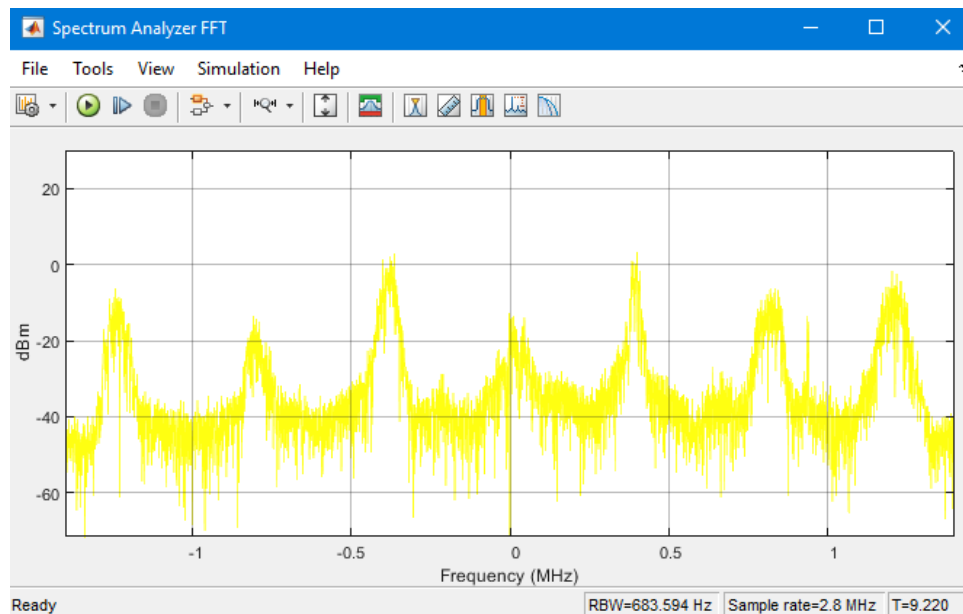 Spectrum Analyzer FFT
File Tools View Simulation Help
20
0
-20
-40
-60
dBm
-1 -0.5 0 0.5 1
Frequency (MHz)
Ready RBW=683.594 Hz Sample rate=2.8 MHz T=9.220